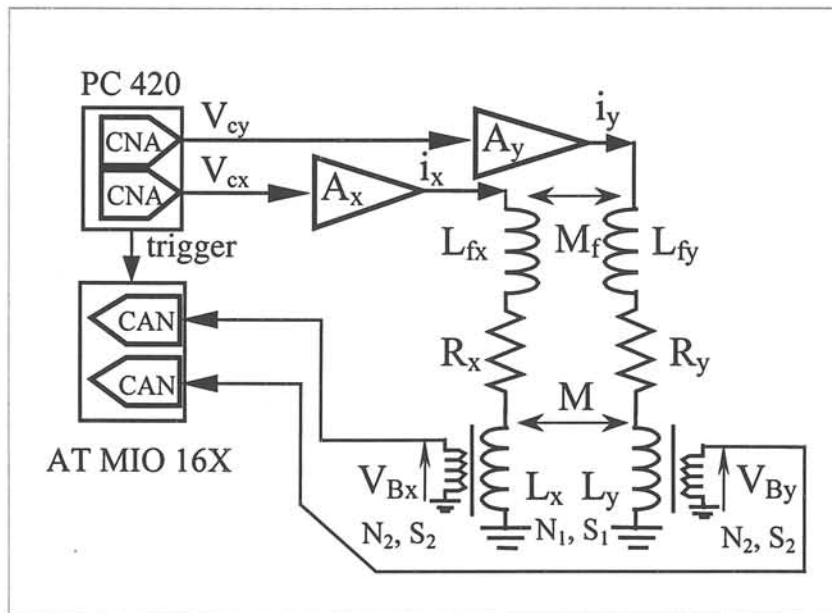 PC 420
CNA
CNA
V_cy
V_cx
A_y
A_x
i_y
i_x
trigger
CAN
CAN
AT MIO 16X
L_fx
M_f
L_fy
R_x
R_y
M
V_Bx
L_x
L_y
V_By
N_2, S_2
N_1, S_1
N_2, S_2